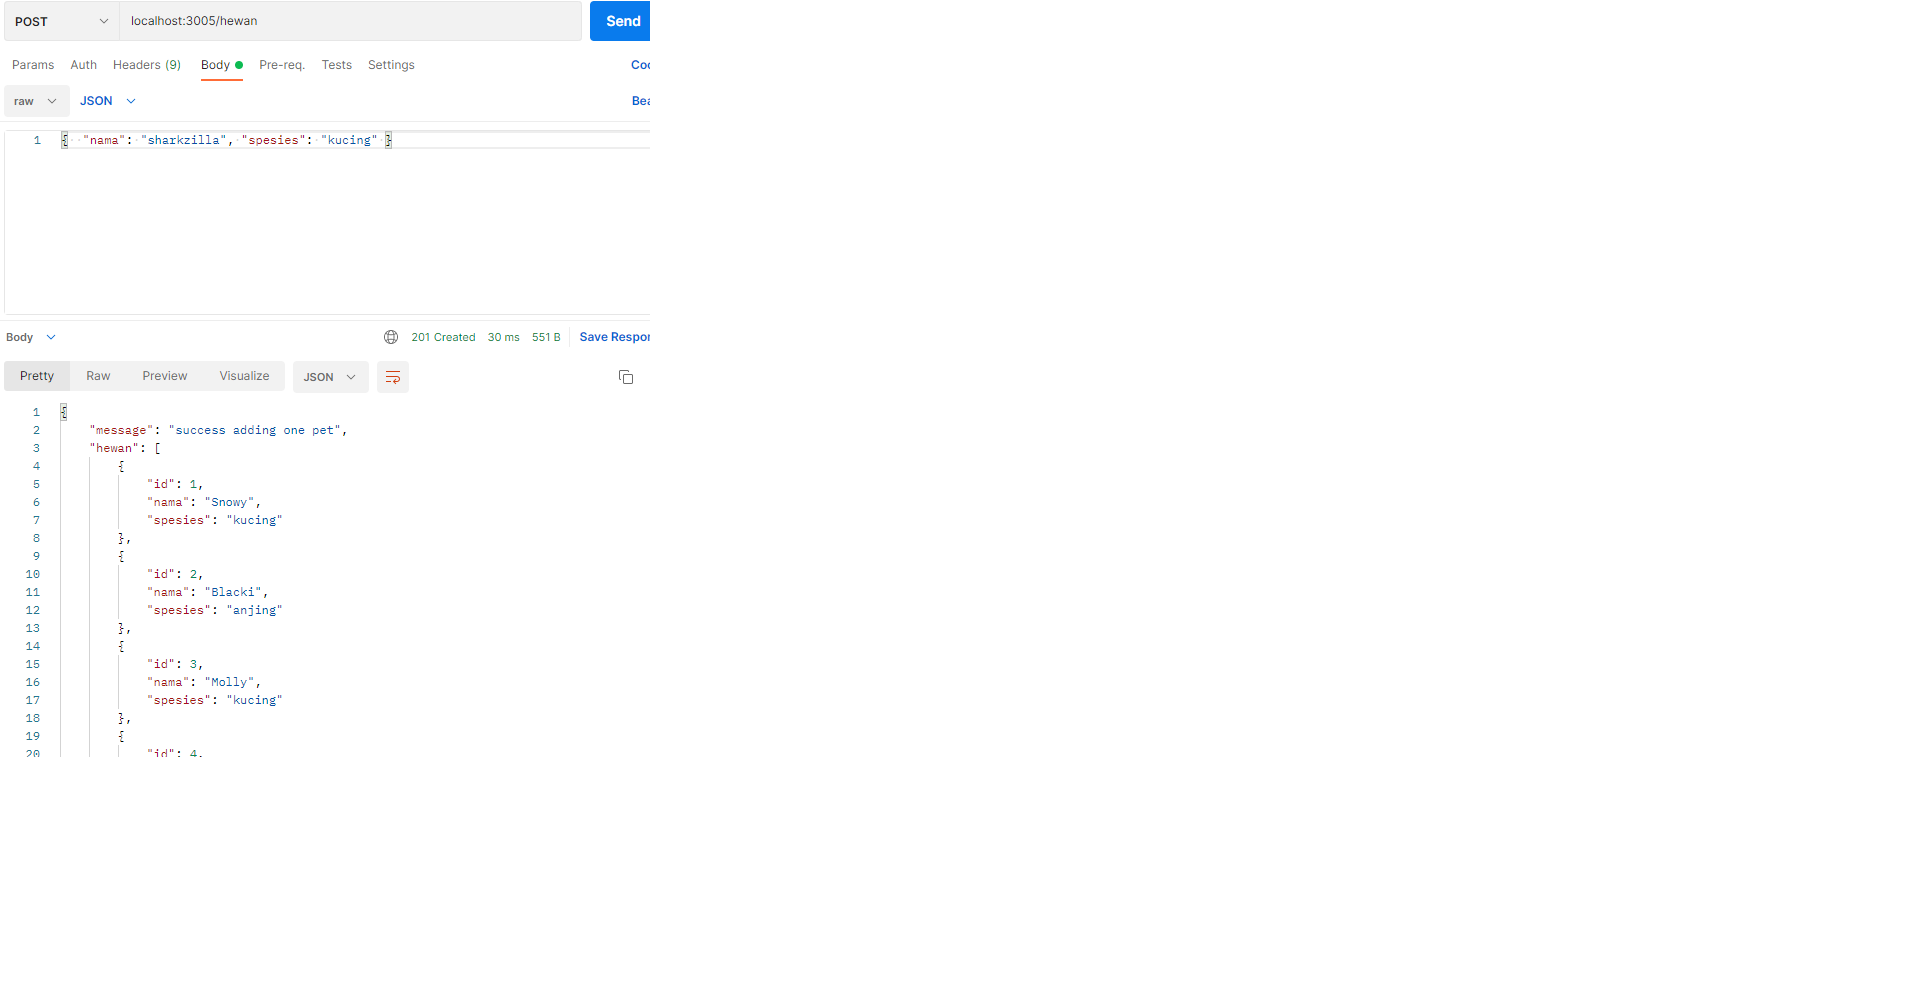 POST localhost:3005/hewan Send
Params Auth Headers (9) Body Pre-req. Tests Settings Coo
raw JSON Bea
1 { "nama": "sharkzilla", "spesies": "kucing" }
Body 201 Created 30 ms 551 B Save Respon
Pretty Raw Preview Visualize JSON
1 {
2 "message": "success adding one pet",
3 "hewan": [
4 {
5 "id": 1,
6 "nama": "Snowy",
7 "spesies": "kucing"
8 },
9 {
10 "id": 2,
11 "nama": "Blacki",
12 "spesies": "anjing"
13 },
14 {
15 "id": 3,
16 "nama": "Molly",
17 "spesies": "kucing"
18 },
19 {
20 "id": 4,